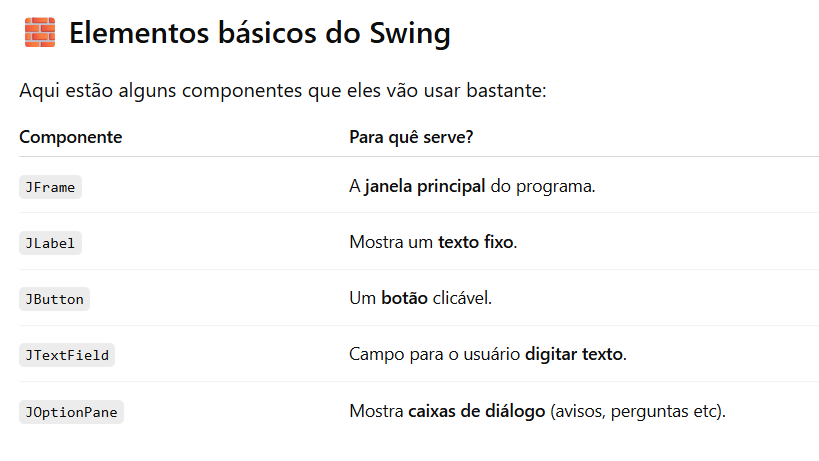 🧱 Elementos básicos do Swing
Aqui estão alguns componentes que eles vão usar bastante:
Componente Para quê serve?
JFrame A janela principal do programa.
JLabel Mostra um texto fixo.
JButton Um botão clicável.
JTextField Campo para o usuário digitar texto.
JOptionPane Mostra caixas de diálogo (avisos, perguntas etc).